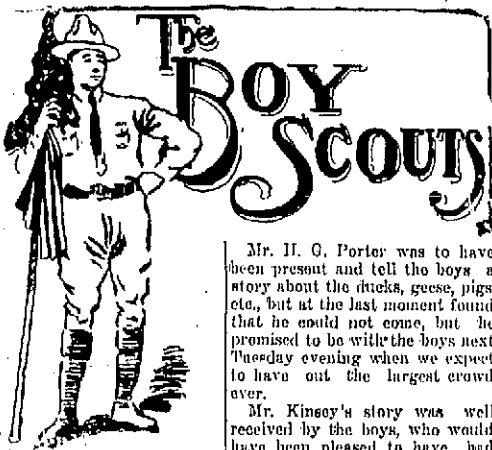 The
BOY
SCOUTS
Mr. H. G. Porter was to have
been present and tell the boys a
story about the ducks, geese, pigs
etc., but at the last moment found
that he could not come, but he
promised to be with the boys next
Tuesday evening when we expect
to have out the largest crowd
ever.
Mr. Kinsey's story was well
received by the boys, who would
have been pleased to have had